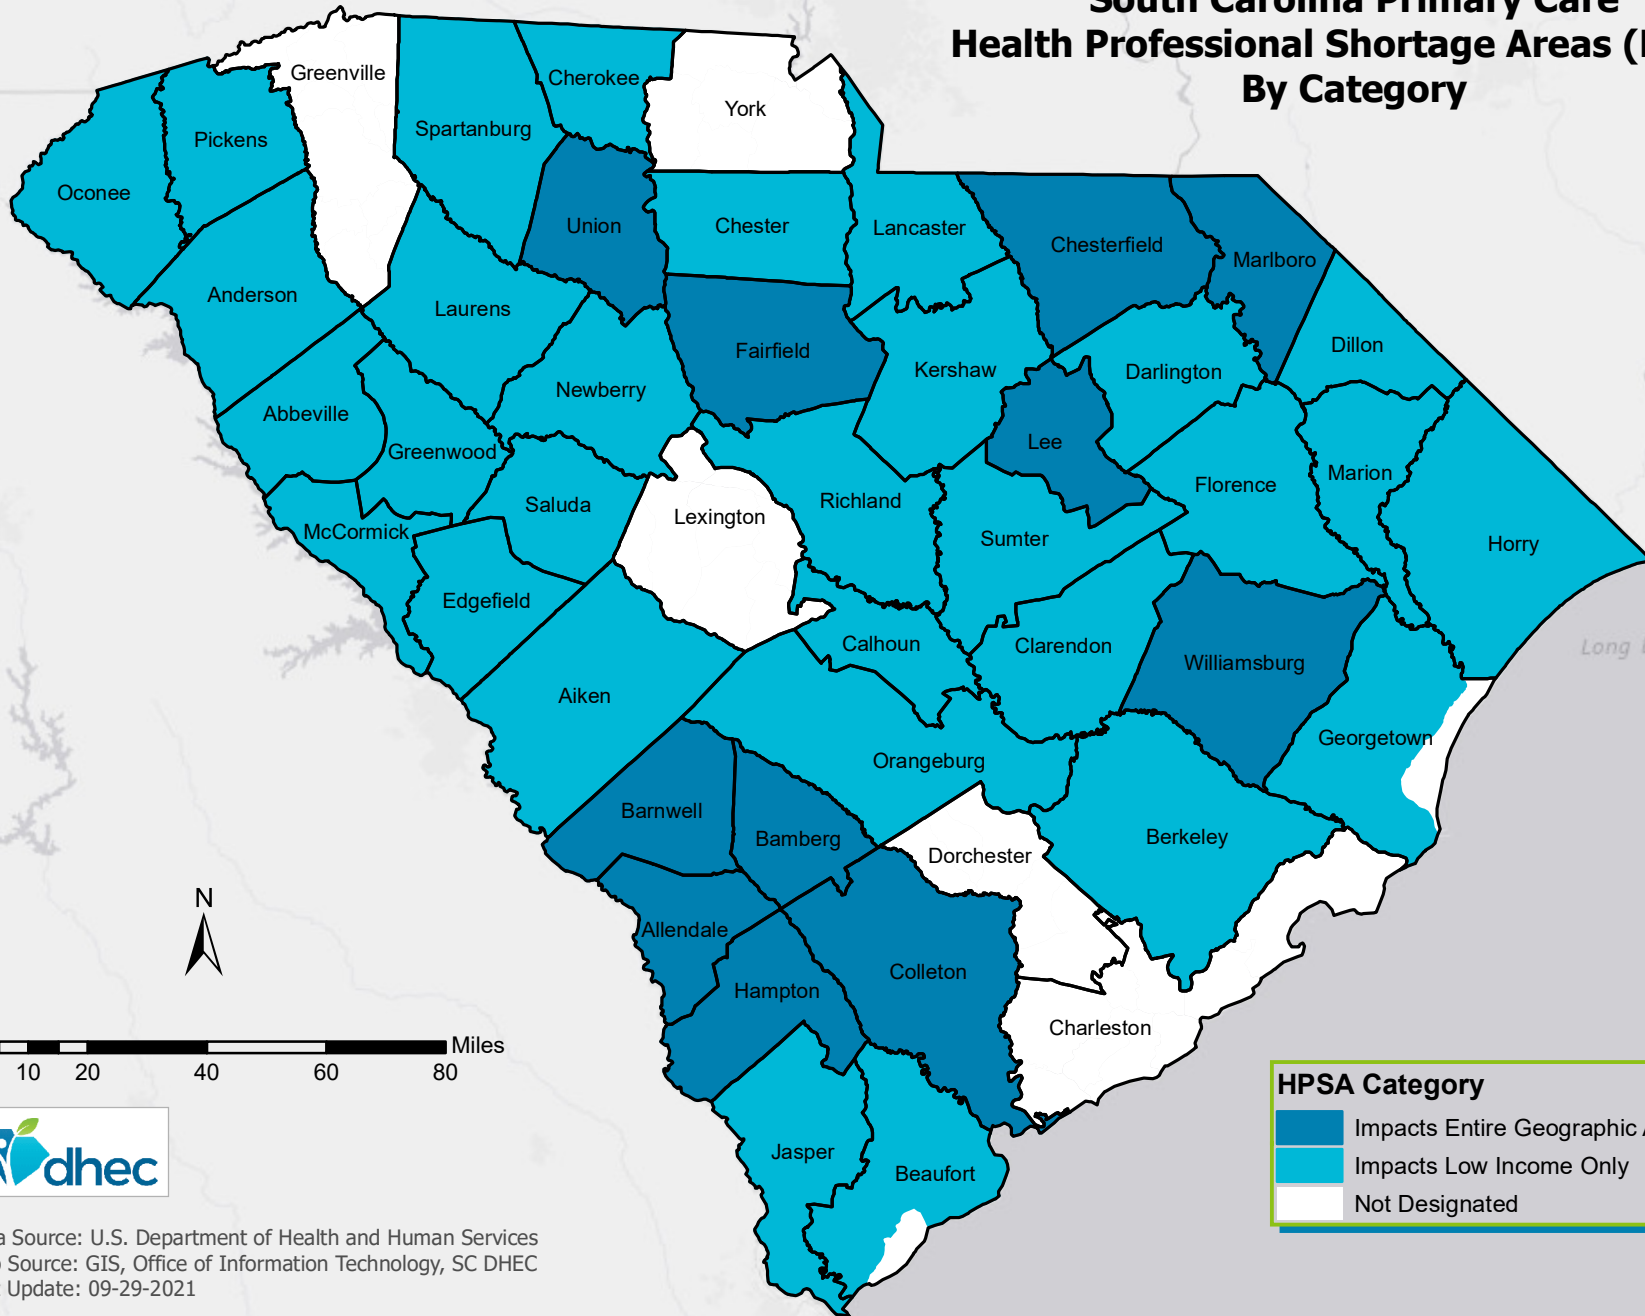 South Carolina Primary Care
Health Professional Shortage Areas
By Category
Greenville
Cherokee
York
Spartanburg
Pickens
Oconee
Union
Chester
Lancaster
Chesterfield
Marlboro
Anderson
Laurens
Fairfield
Dillon
Kershaw
Darlington
Newberry
Abbeville
Greenwood
Lee
Marion
Florence
Richland
Saluda
Lexington
McCormick
Sumter
Horry
Edgefield
Calhoun
Clarendon
Williamsburg
Long
Aiken
Georgetown
Orangeburg
Barnwell
Bamberg
Berkeley
Dorchester
N
Allendale
Colleton
Hampton
Charleston
Miles
10 20 40 60 80
HPSA Category
Impacts Entire Geographic
Impacts Low Income Only
Not Designated
dhec
Jasper
Beaufort
Source: U.S. Department of Health and Human Services
Source: GIS, Office of Information Technology, SC DHEC
Update: 09-29-2021